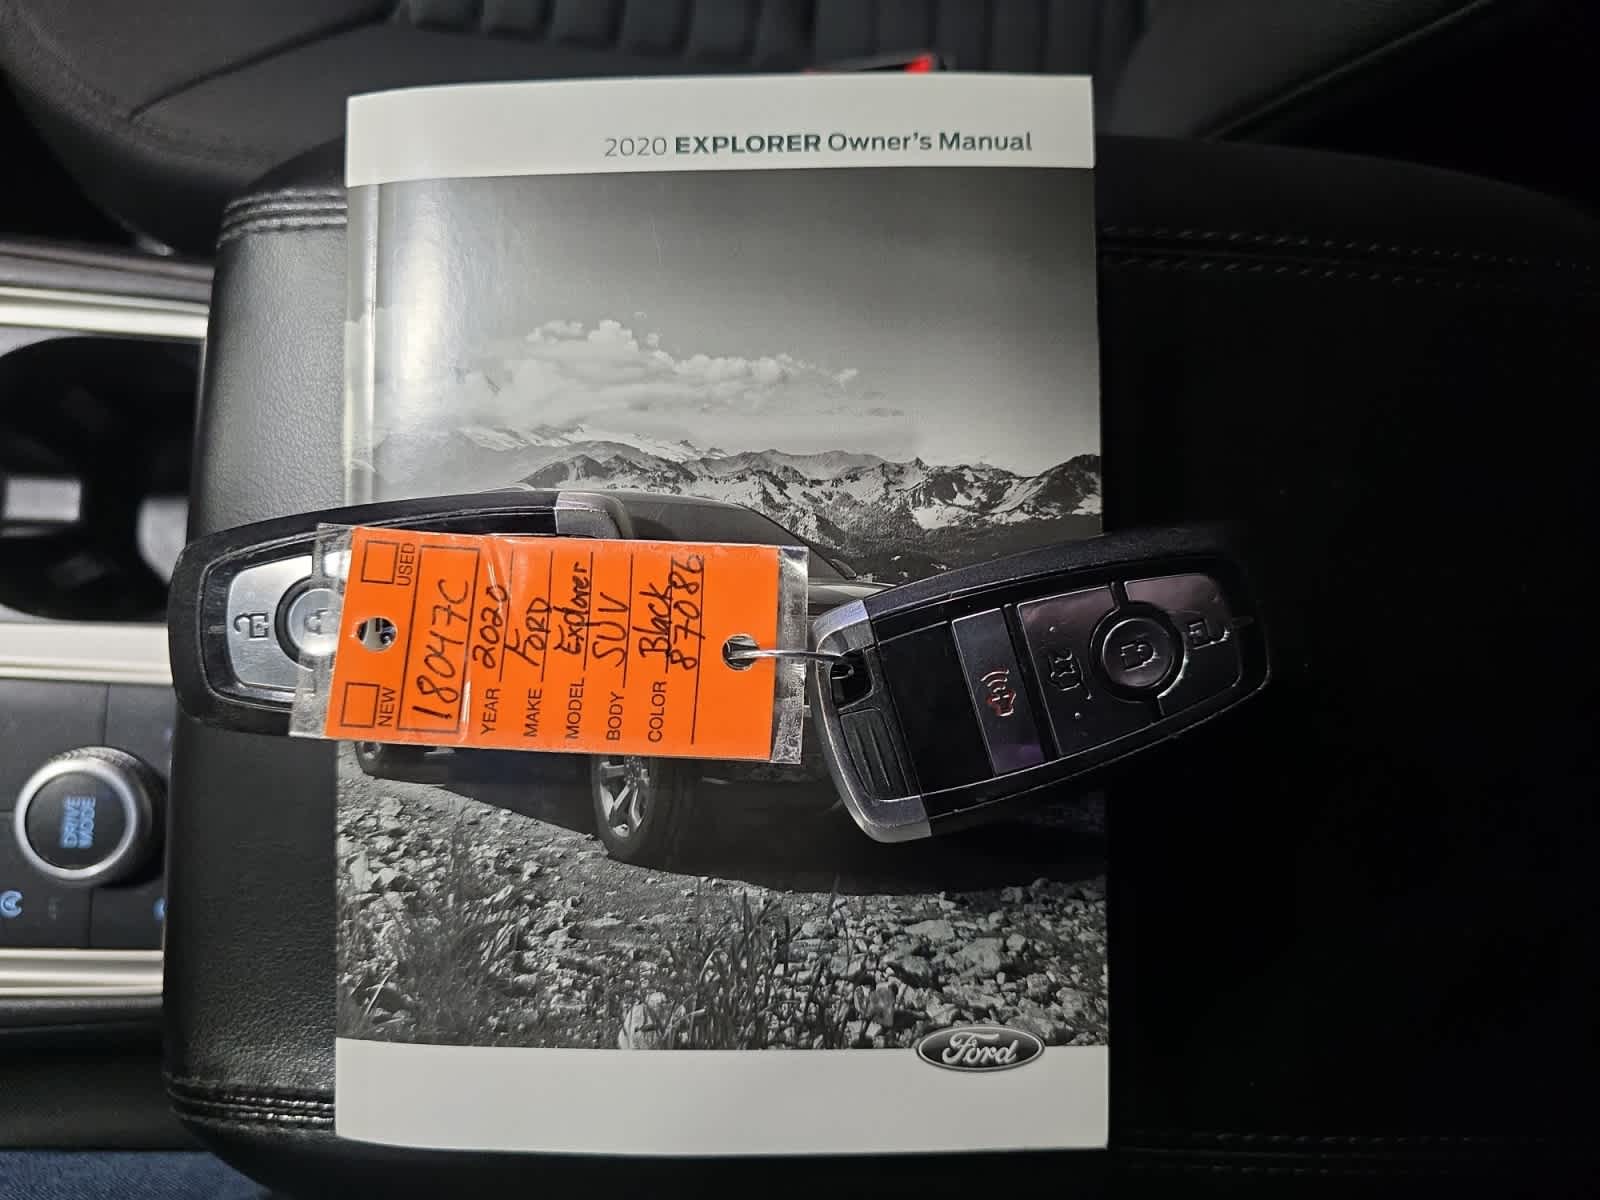 2020 EXPLORER Owner's Manual
USED
NEW
18047C
YEAR 2020
MAKE FORD
MODEL Explorer
BODY SUV
COLOR Black
87086
2X
DRIVE
MODE
Ford